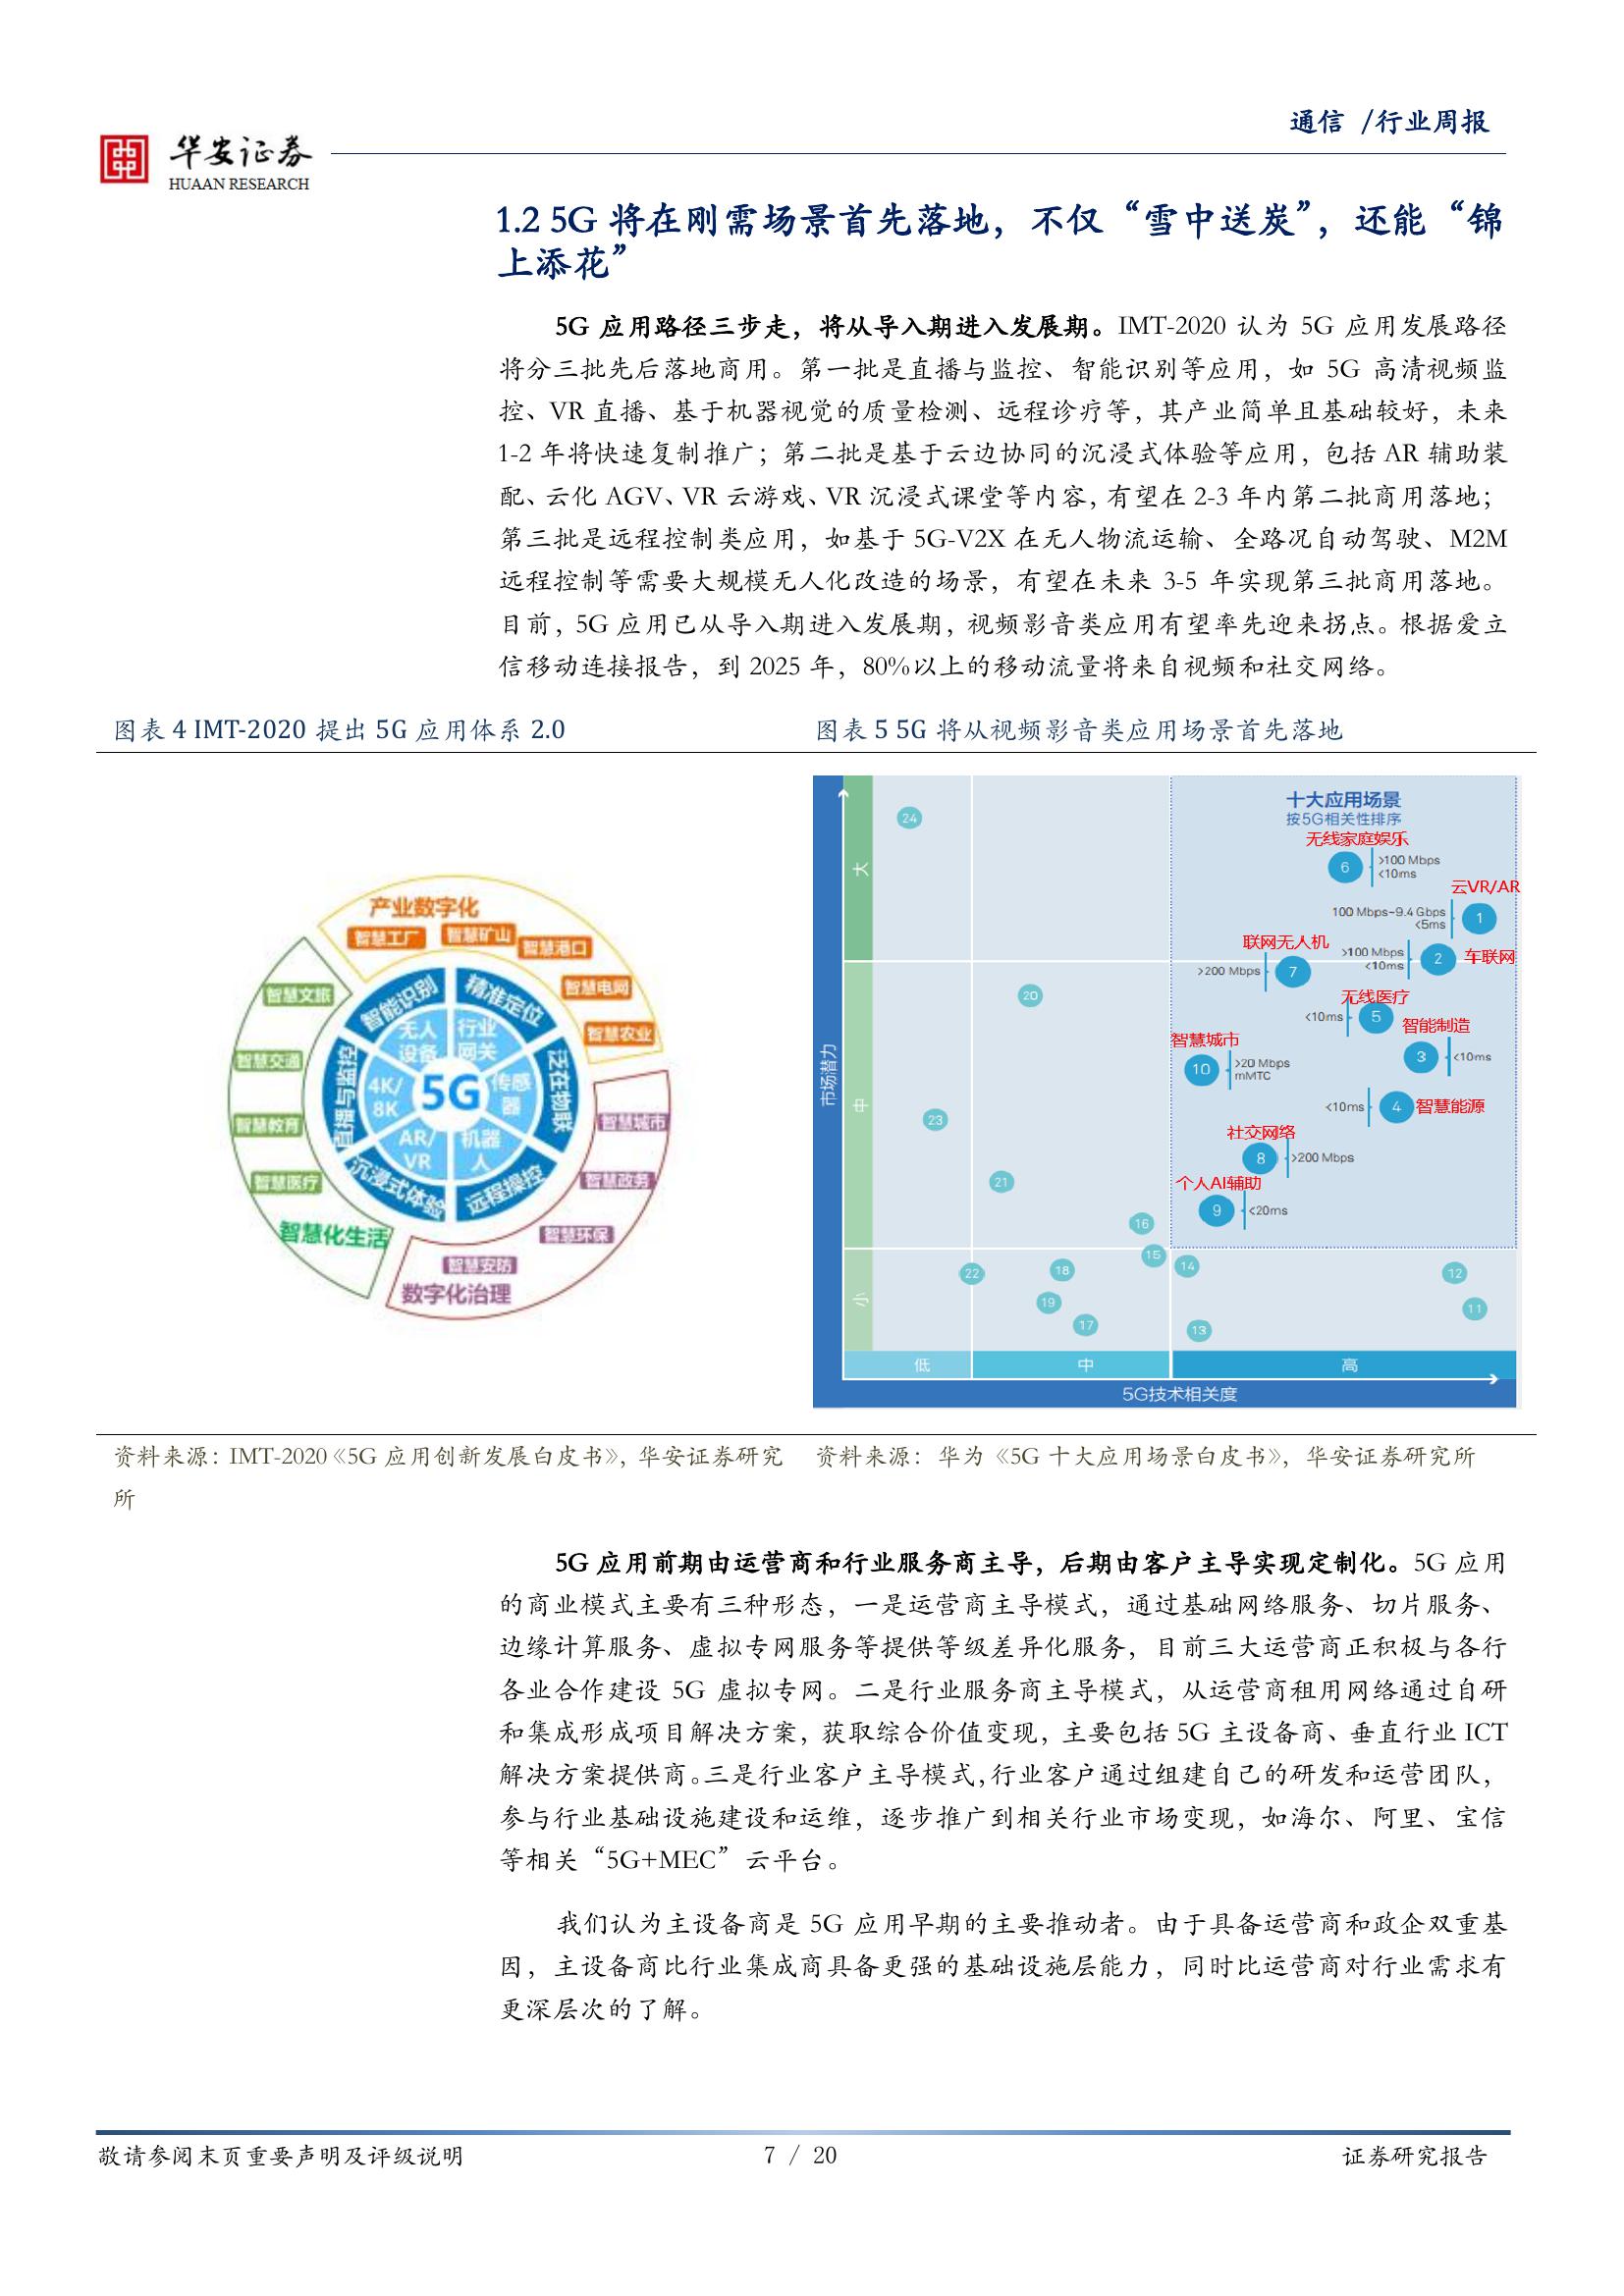 通信 /行业周报
华安证券
HUAAN RESEARCH
1.2 5G 将在刚需场景首先落地，不仅“雪中送炭”，还能“锦
上添花”
5G 应用路径三步走，将从导入期进入发展期。IMT-2020 认为 5G 应用发展路径
将分三批先后落地商用。第一批是直播与监控、智能识别等应用，如 5G 高清视频监
控、VR 直播、基于机器视觉的质量检测、远程诊疗等，其产业简单且基础较好，未来
1-2 年将快速复制推广；第二批是基于云边协同的沉浸式体验等应用，包括 AR 辅助装
配、云化 AGV、VR 云游戏、VR 沉浸式课堂等内容，有望在 2-3 年内第二批商用落地；
第三批是远程控制类应用，如基于 5G-V2X 在无人物流运输、全路况自动驾驶、M2M
远程控制等需要大规模无人化改造的场景，有望在未来 3-5 年实现第三批商用落地。
目前，5G 应用已从导入期进入发展期，视频影音类应用有望率先迎来拐点。根据爱立
信移动连接报告，到 2025 年，80%以上的移动流量将来自视频和社交网络。
图表 4 IMT-2020 提出 5G 应用体系 2.0
产业数字化
智慧工厂
智慧矿山
智慧港口
智慧电网
智慧农业
智慧文旅
智慧交通
智慧教育
智慧医疗
智慧化生活
智慧城市
智慧政务
智慧环保
智慧安防
数字化治理
智能识别
精准定位
泛在物联
远程操控
沉浸式体验
直播与监控
无人
设备
行业
网关
4K/
8K
5G
传感
器
AR/
VR
机器
人
图表 5 5G 将从视频影音类应用场景首先落地
十大应用场景
按5G相关性排序
24
无线家庭娱乐
6
>100 Mbps
<10ms
云VR/AR
100 Mbps~9.4 Gbps
<5ms
1
联网无人机
>200 Mbps
7
>100 Mbps
<10ms
2
车联网
20
无线医疗
<10ms
5
智能制造
3
<10ms
智慧城市
10
>20 Mbps
mMTC
<10ms
4
智慧能源
23
社交网络
8
>200 Mbps
21
个人AI辅助
9
<20ms
16
15
14
22
18
12
19
11
17
13
大
中
小
市场潜力
低
中
高
5G技术相关度
资料来源：IMT-2020《5G 应用创新发展白皮书》，华安证券研究
所
资料来源：华为《5G 十大应用场景白皮书》，华安证券研究所
5G 应用前期由运营商和行业服务商主导，后期由客户主导实现定制化。5G 应用
的商业模式主要有三种形态，一是运营商主导模式，通过基础网络服务、切片服务、
边缘计算服务、虚拟专网服务等提供等级差异化服务，目前三大运营商正积极与各行
各业合作建设 5G 虚拟专网。二是行业服务商主导模式，从运营商租用网络通过自研
和集成形成项目解决方案，获取综合价值变现，主要包括 5G 主设备商、垂直行业 ICT
解决方案提供商。三是行业客户主导模式，行业客户通过组建自己的研发和运营团队，
参与行业基础设施建设和运维，逐步推广到相关行业市场变现，如海尔、阿里、宝信
等相关“5G+MEC”云平台。
我们认为主设备商是 5G 应用早期的主要推动者。由于具备运营商和政企双重基
因，主设备商比行业集成商具备更强的基础设施层能力，同时比运营商对行业需求有
更深层次的了解。
敬请参阅末页重要声明及评级说明
7 / 20
证券研究报告